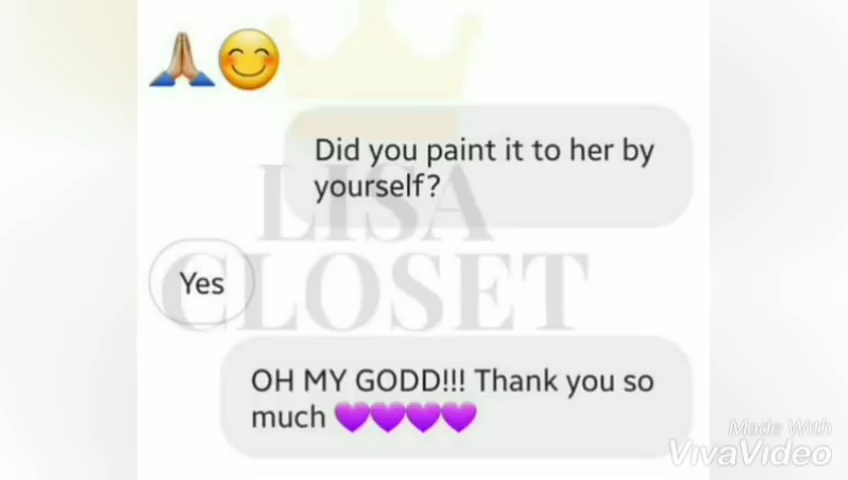 🙏🏼😊
Did you paint it to her by
yourself?
LISA
Yes
CLOSET
OH MY GODD!!! Thank you so
much 💜💜💜💜
Made With
VivaVideo